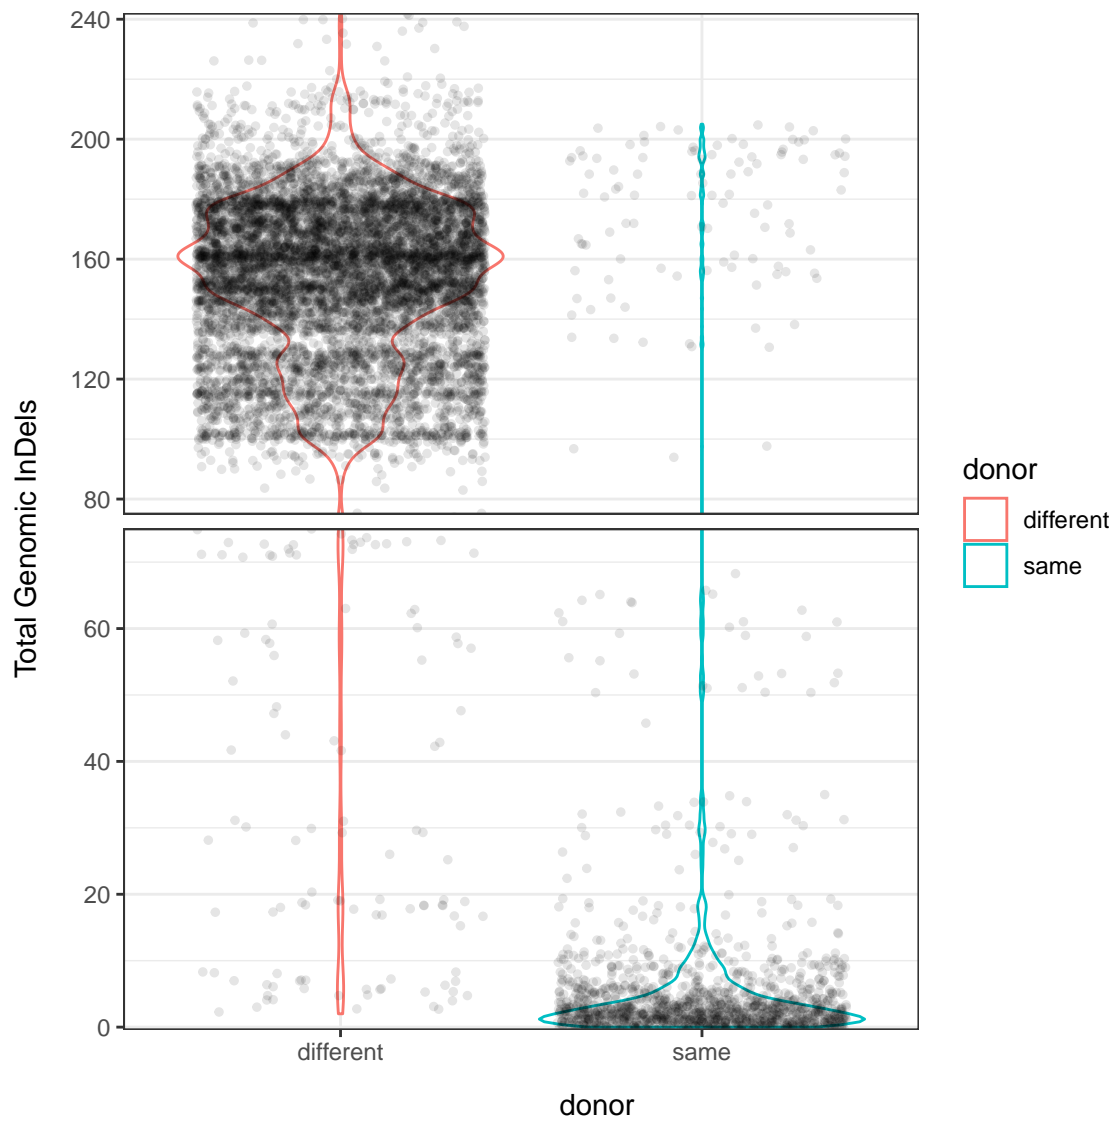 Total Genomic InDels
240
200
160
120
80
60
40
20
0
different
same
donor
donor
different
same